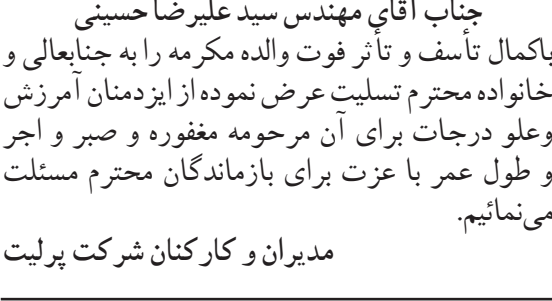 جناب آقای مهندس سید علیرضا حسینی
باکمال تأسف و تأثر فوت والده مکرمه را به جنابعالی و
خانواده محترم تسلیت عرض نموده از ایزدمنان آمرزش
وعلو درجات برای آن مرحومه مغفوره و صبر و اجر
و طول عمر با عزت برای بازماندگان محترم مسئلت
می‌نمائیم.
مدیران و کارکنان شرکت پرلیت